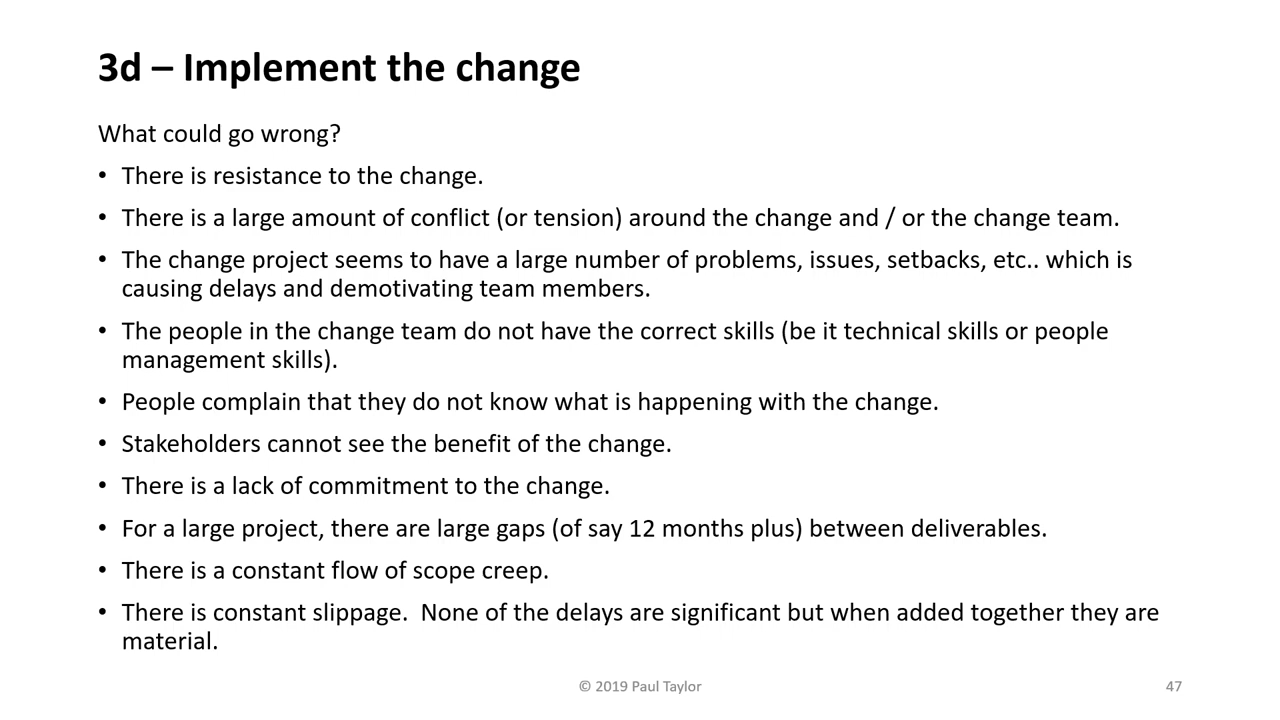 3d – Implement the change
What could go wrong?
• There is resistance to the change.
• There is a large amount of conflict (or tension) around the change and / or the change team.
• The change project seems to have a large number of problems, issues, setbacks, etc.. which is
causing delays and demotivating team members.
• The people in the change team do not have the correct skills (be it technical skills or people
management skills).
• People complain that they do not know what is happening with the change.
• Stakeholders cannot see the benefit of the change.
• There is a lack of commitment to the change.
• For a large project, there are large gaps (of say 12 months plus) between deliverables.
• There is a constant flow of scope creep.
• There is constant slippage.  None of the delays are significant but when added together they are
material.
© 2019 Paul Taylor
47